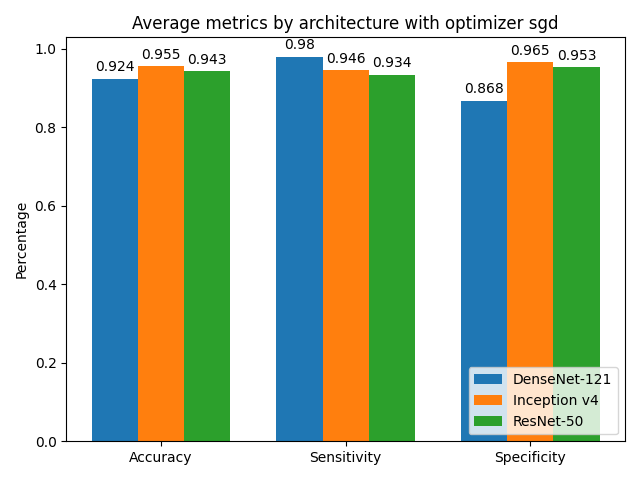 Average metrics by architecture with optimizer sgd
Percentage
1.0
0.8
0.6
0.4
0.2
0.0
0.924
0.955
0.943
0.98
0.946
0.934
0.868
0.965
0.953
Accuracy
Sensitivity
Specificity
DenseNet-121
Inception v4
ResNet-50